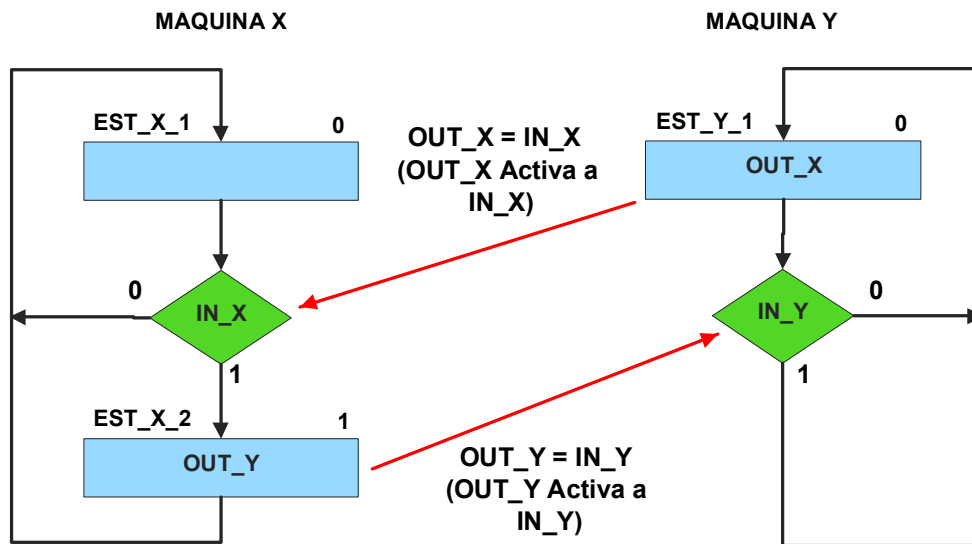 MAQUINA X
MAQUINA Y
EST_X_1
0
OUT_X = IN_X
(OUT_X Activa a
IN_X)
EST_Y_1
0
OUT_X
0
IN_X
1
IN_Y
0
1
EST_X_2
1
OUT_Y
OUT_Y = IN_Y
(OUT_Y Activa a
IN_Y)